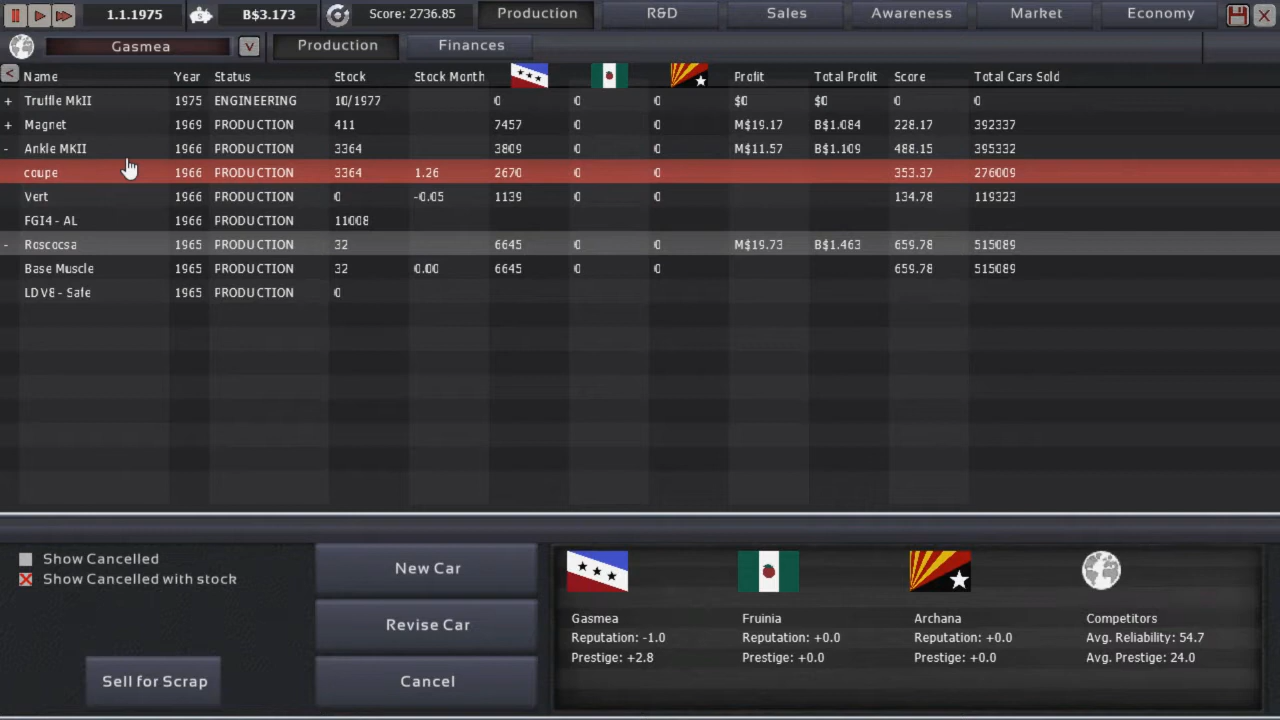 1.1.1975 B$3.173 Score: 2736.85 Production R&D Sales Awareness Market Economy
Gasmea V Production Finances
< Name Year Status Stock Stock Month Profit Total Profit Score Total Cars Sold
+ Truffle MkII 1975 ENGINEERING 10/1977 0 0 0 $0 $0 0 0
+ Magnet 1969 PRODUCTION 411 7457 0 0 M$19.17 B$1.084 228.17 392337
- Ankle MKII 1966 PRODUCTION 3364 3809 0 0 M$11.57 B$1.109 488.15 395332
coupe 1966 PRODUCTION 3364 1.26 2670 0 0 353.37 276009
Vert 1966 PRODUCTION 0 -0.05 1139 0 0 134.78 119323
FGI4 - AL 1966 PRODUCTION 11008
- Roscocsa 1965 PRODUCTION 32 6645 0 0 M$19.73 B$1.463 659.78 515089
Base Muscle 1965 PRODUCTION 32 0.00 6645 0 0 659.78 515089
LDV8 - Safe 1965 PRODUCTION 0
Show Cancelled
Show Cancelled with stock
Sell for Scrap
New Car
Revise Car
Cancel
Gasmea
Reputation: -1.0
Prestige: +2.8
Fruinia
Reputation: +0.0
Prestige: +0.0
Archana
Reputation: +0.0
Prestige: +0.0
Competitors
Avg. Reliability: 54.7
Avg. Prestige: 24.0